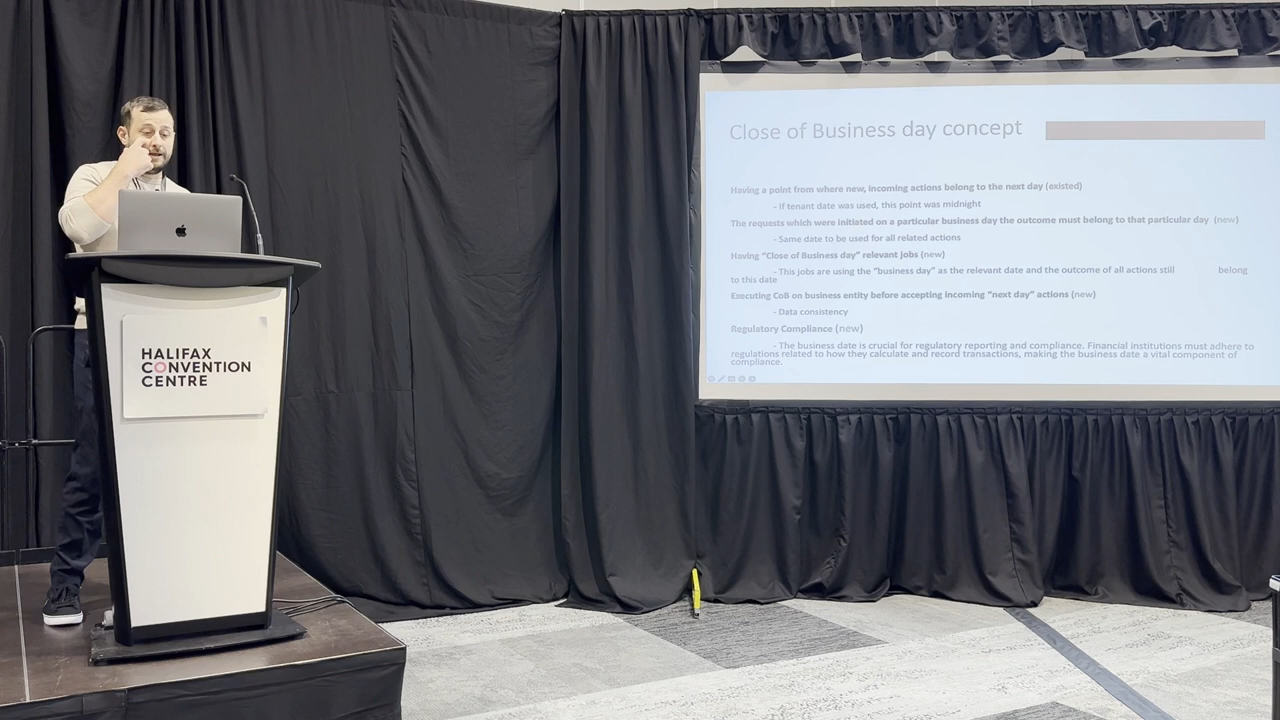 HALIFAX
CONVENTION
CENTRE
Close of Business day concept
Having a point from where new, incoming actions belong to the next day (existed)
- If tenant date was used, this point was midnight
The requests which were initiated on a particular business day the outcome must belong to that particular day (new)
- Same date to be used for all related actions
Having “Close of Business day” relevant jobs (new)
- This jobs are using the “business day” as the relevant date and the outcome of all actions still belong
to this date
Executing CoB on business entity before accepting incoming “next day” actions (new)
- Data consistency
Regulatory Compliance (new)
- The business date is crucial for regulatory reporting and compliance. Financial institutions must adhere to
regulations related to how they calculate and record transactions, making the business date a vital component of
compliance.